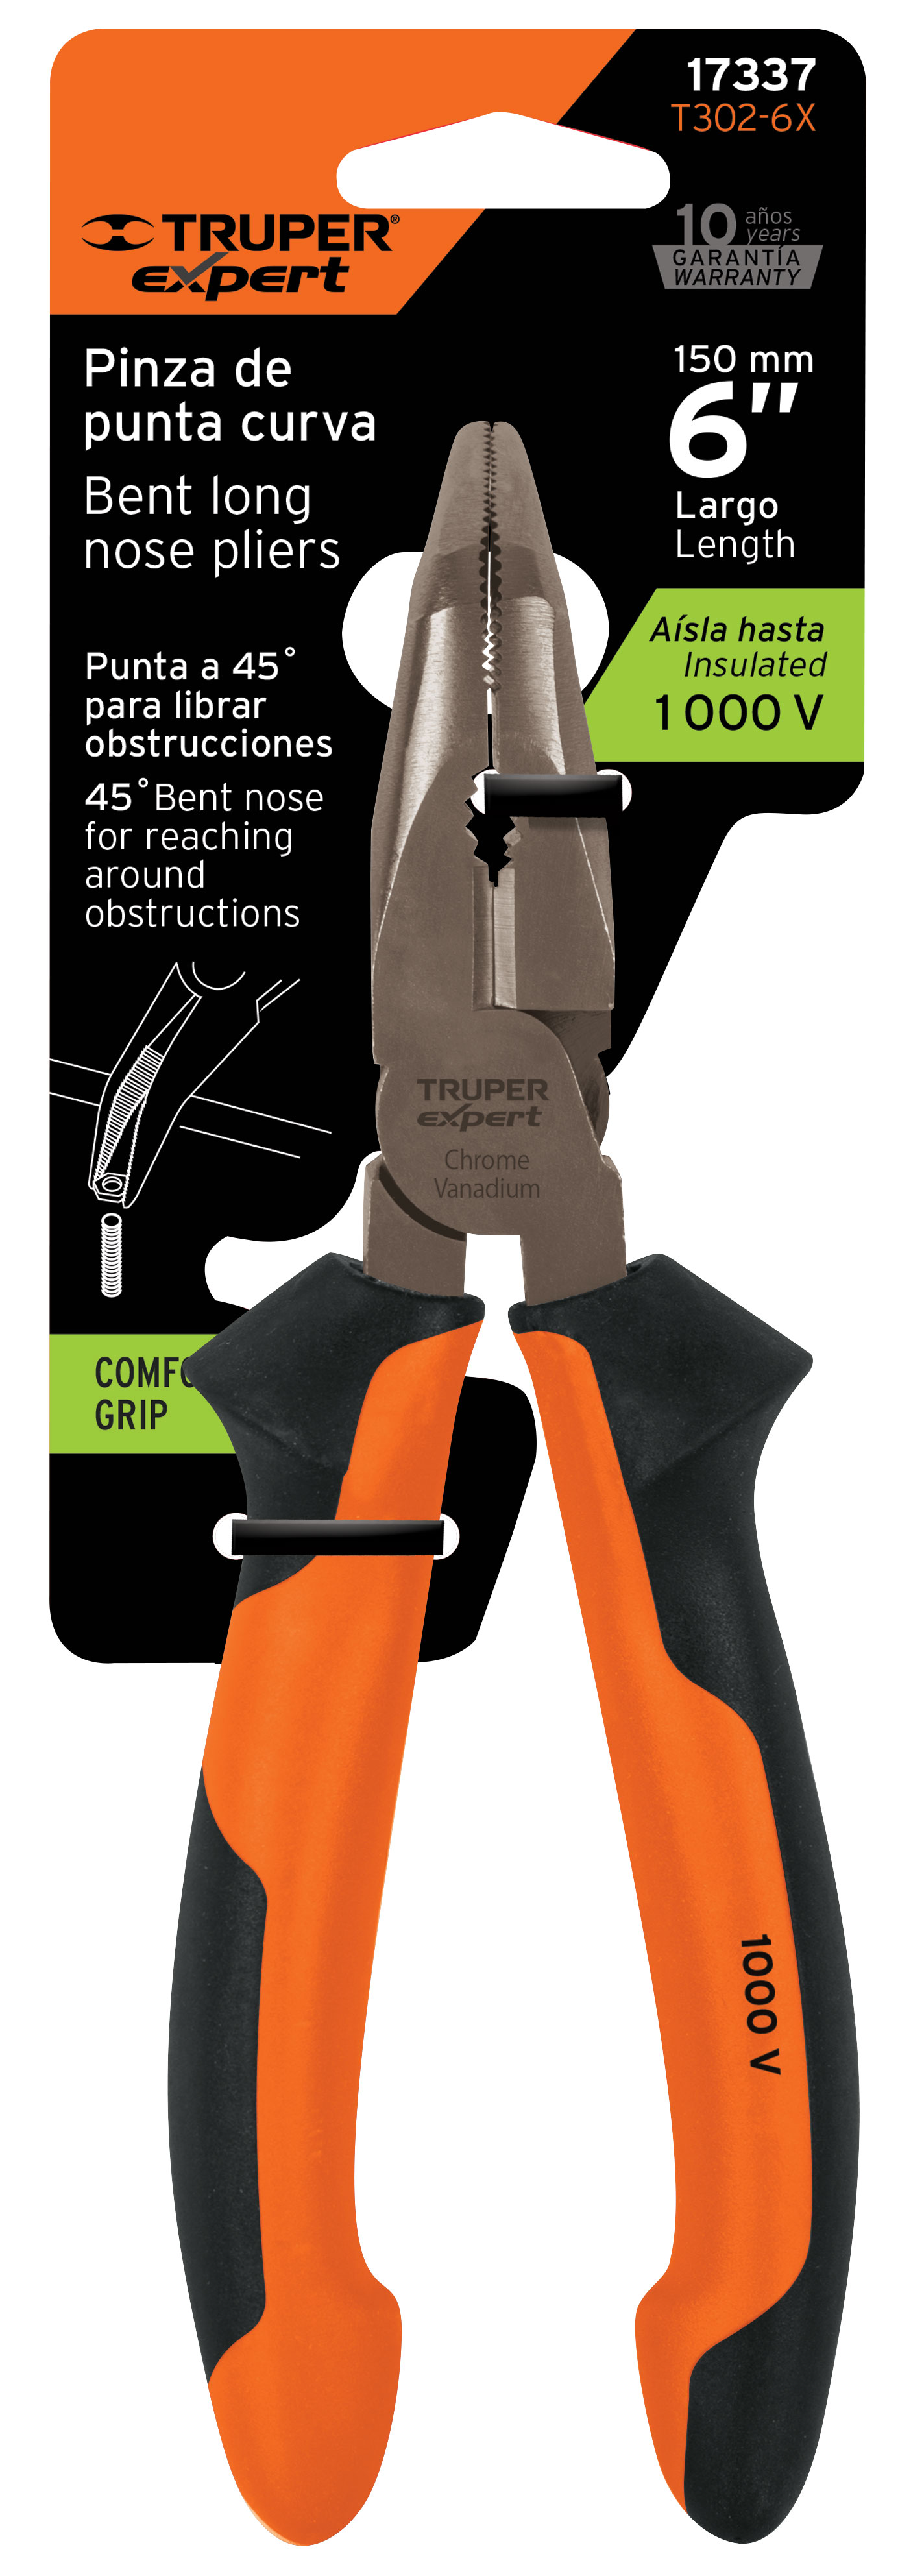 17337
T302-6X
TRUPER®
expert
10 años
years
GARANTÍA
WARRANTY
Pinza de
punta curva
Bent long
nose pliers
150 mm
6"
Largo
Length
Aísla hasta
Insulated
1 000 V
Punta a 45°
para librar
obstrucciones
45° Bent nose
for reaching
around
obstructions
TRUPER
expert
Chrome
Vanadium
GRIP
1000 V